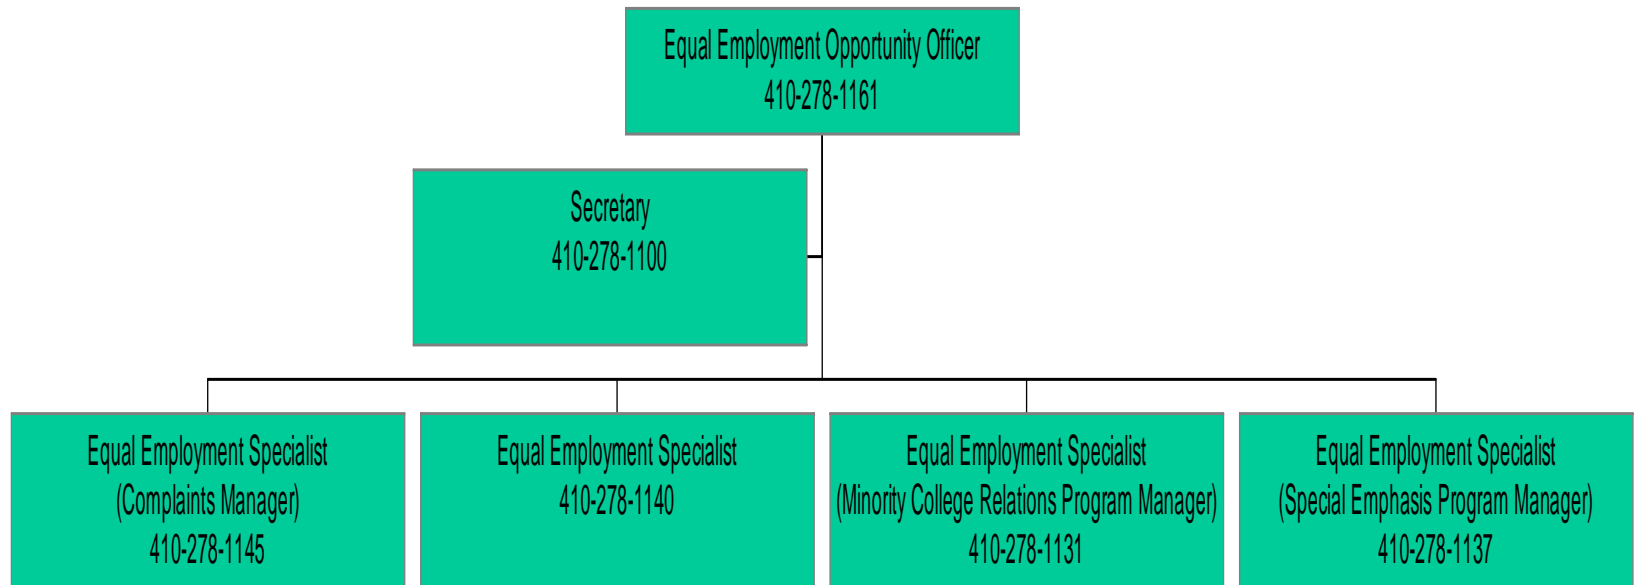 Equal Employment Opportunity Officer
410-278-1161
Secretary
410-278-1100
Equal Employment Specialist
(Complaints Manager)
410-278-1145
Equal Employment Specialist
410-278-1140
Equal Employment Specialist
(Minority College Relations Program Manager)
410-278-1131
Equal Employment Specialist
(Special Emphasis Program Manager)
410-278-1137